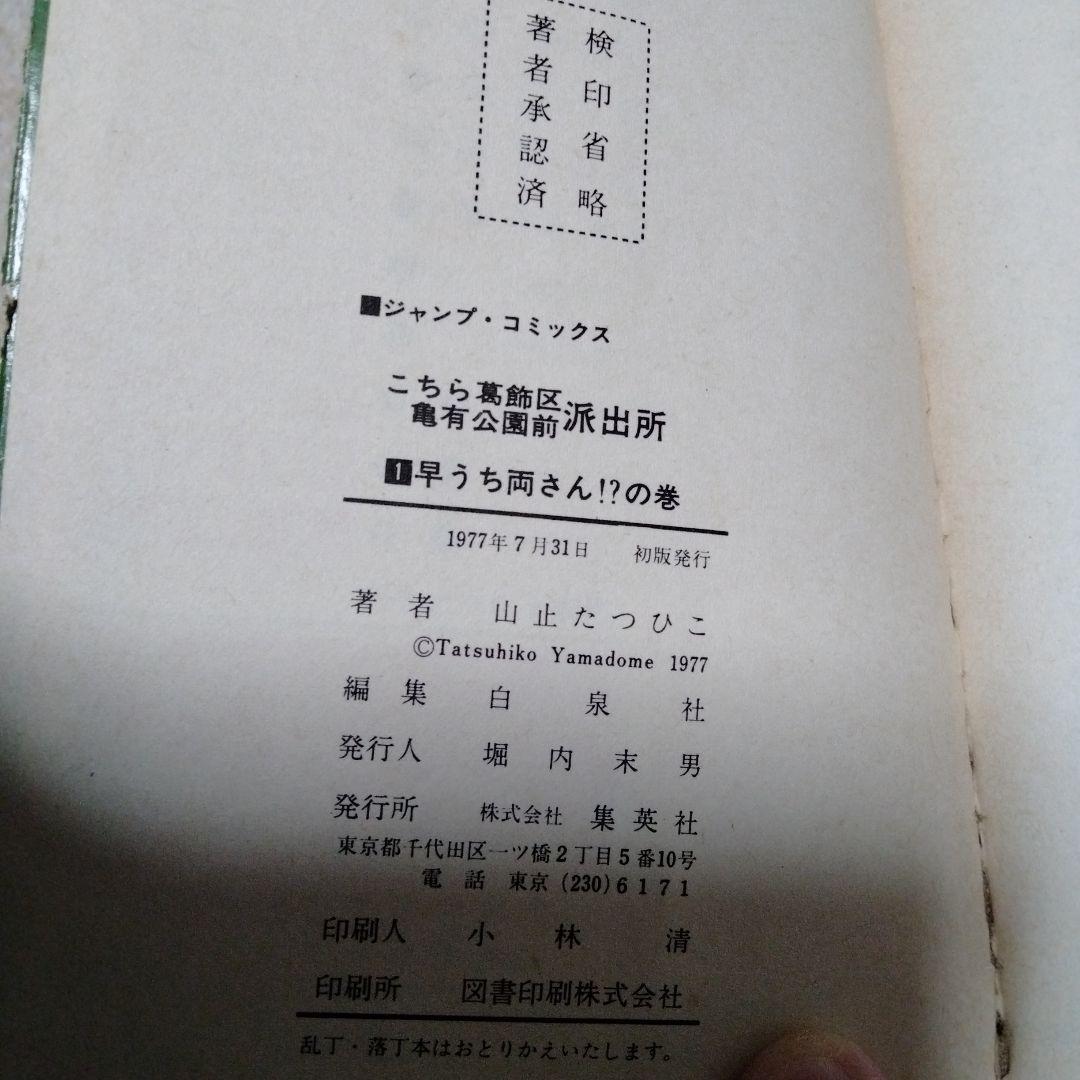 検印省略
著者承認済
■ジャンプ・コミックス
こちら葛飾区
亀有公園前派出所
1早うち両さん!?の巻
1977年7月31日 初版発行
著者 山止たつひこ
©Tatsuhiko Yamadome 1977
編集 白泉社
発行人 堀内末男
発行所 株式会社 集英社
東京都千代田区一ツ橋2丁目5番10号
電話 東京(230)6171
印刷人 小林清
印刷所 図書印刷株式会社
乱丁・落丁本はおとりかえいたします。